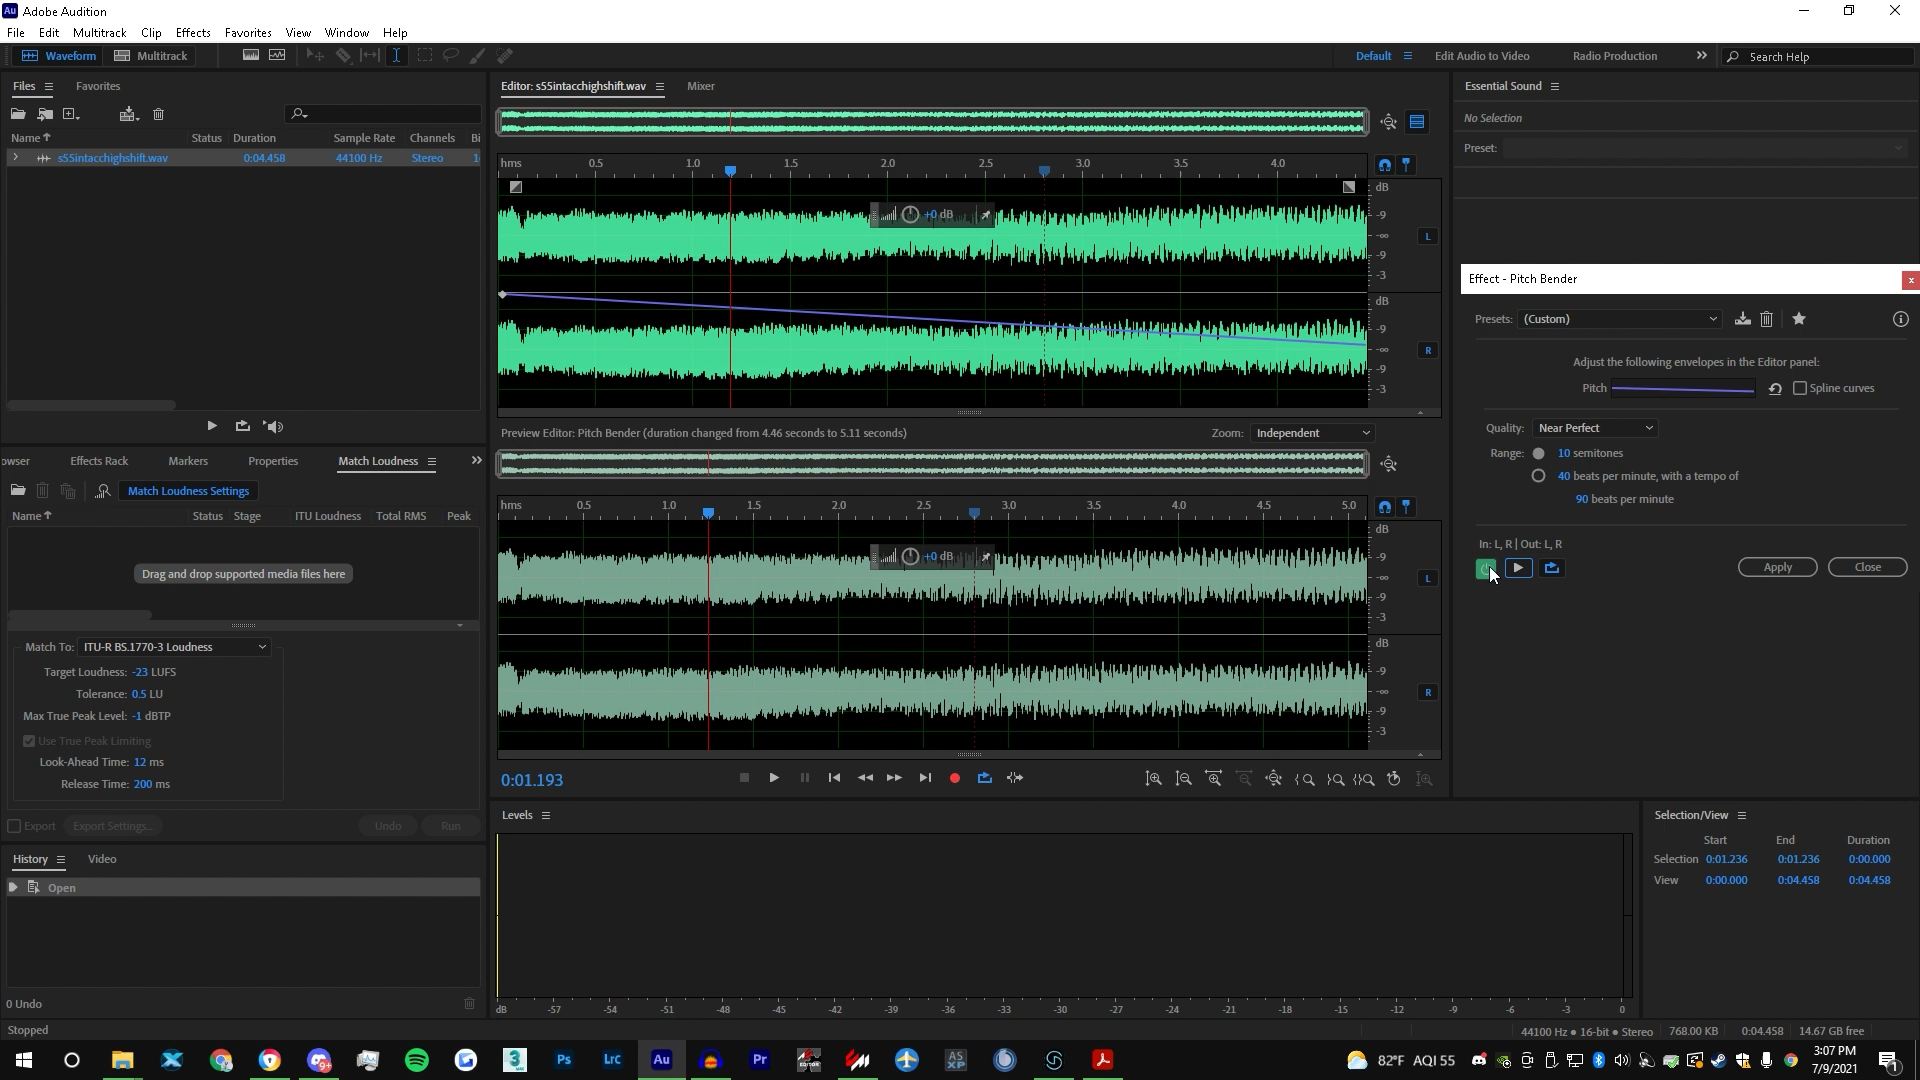 Au Adobe Audition
File Edit Multitrack Clip Effects Favorites View Window Help
Waveform Multitrack
Default Edit Audio to Video Radio Production Search Help
Files Favorites
Name Status Duration Sample Rate Channels Bi
s55intacchighshift.wav 0:04.458 44100 Hz Stereo
Editor: s55intacchighshift.wav Mixer
hms 0.5 1.0 1.5 2.0 2.5 3.0 3.5 4.0
dB
-9
-∞
-9
-3
L
+0 dB
dB
-9
-∞
-9
-3
R
Preview Editor: Pitch Bender (duration changed from 4.46 seconds to 5.11 seconds)
Zoom: Independent
hms 0.5 1.0 1.5 2.0 2.5 3.0 3.5 4.0 4.5 5.0
dB
-9
-∞
-9
-3
L
+0 dB
dB
-9
-∞
-9
-3
R
0:01.193
owser Effects Rack Markers Properties Match Loudness
Match Loudness Settings
Name Status Stage ITU Loudness Total RMS Peak
Drag and drop supported media files here
Match To: ITU-R BS.1770-3 Loudness
Target Loudness: -23 LUFS
Tolerance: 0.5 LU
Max True Peak Level: -1 dBTP
Use True Peak Limiting
Look-Ahead Time: 12 ms
Release Time: 200 ms
Export Export Settings... Undo Run
History Video
Open
0 Undo
Stopped
Levels
dB -57 -54 -51 -48 -45 -42 -39 -36 -33 -30 -27 -24 -21 -18 -15 -12 -9 -6 -3 0
Essential Sound
No Selection
Preset:
Effect - Pitch Bender x
Presets: (Custom)
Adjust the following envelopes in the Editor panel:
Pitch Spline curves
Quality: Near Perfect
Range: 10 semitones
40 beats per minute, with a tempo of
90 beats per minute
In: L, R | Out: L, R
Apply Close
Selection/View
Start End Duration
Selection 0:01.236 0:01.236 0:00.000
View 0:00.000 0:04.458 0:04.458
44100 Hz • 16-bit • Stereo 768.00 KB 0:04.458 14.67 GB free
9+ Ps Lrc Au Pr EDITOR AS XP
82°F AQI 55
3:07 PM
7/9/2021
1